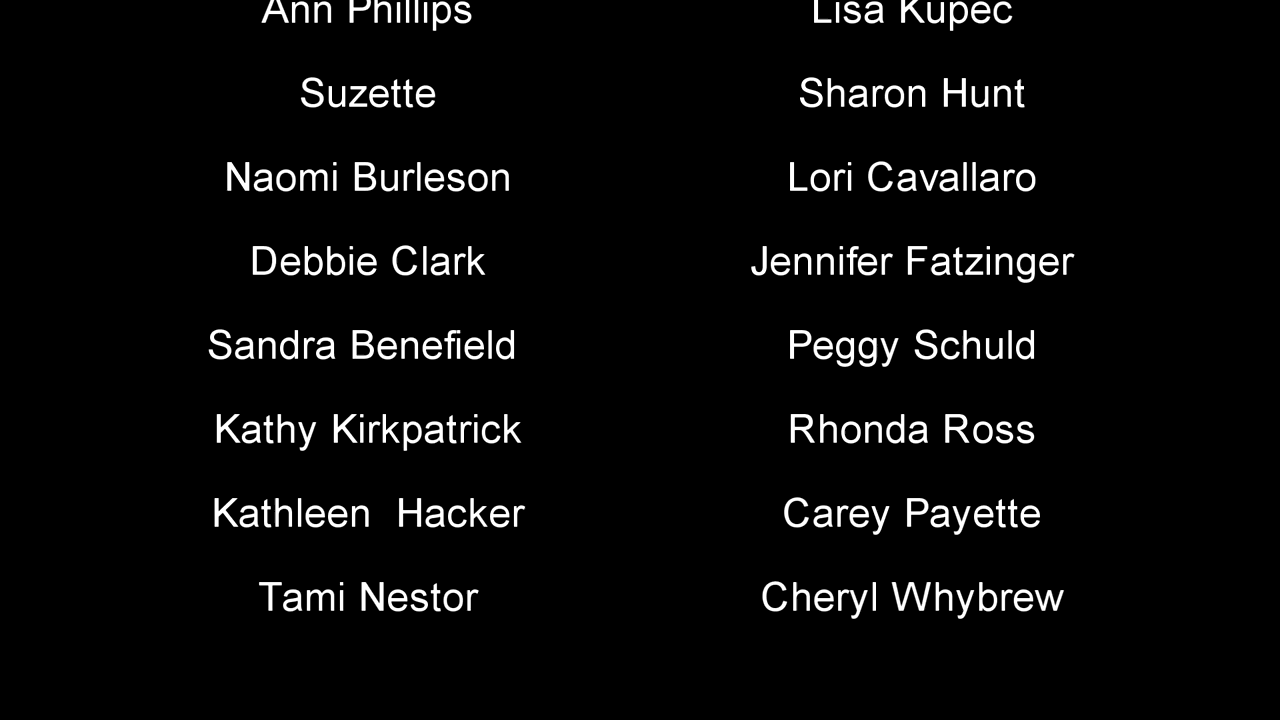 Ann Phillips
Lisa Kupec
Suzette
Sharon Hunt
Naomi Burleson
Lori Cavallaro
Debbie Clark
Jennifer Fatzinger
Sandra Benefield
Peggy Schuld
Kathy Kirkpatrick
Rhonda Ross
Kathleen  Hacker
Carey Payette
Tami Nestor
Cheryl Whybrew